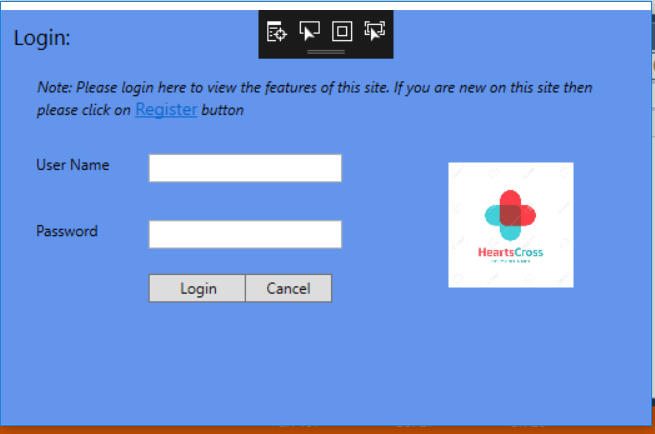 Login:
Note: Please login here to view the features of this site. If you are new on this site then
please click on Register button
User Name
Password
HeartsCross
Login Cancel